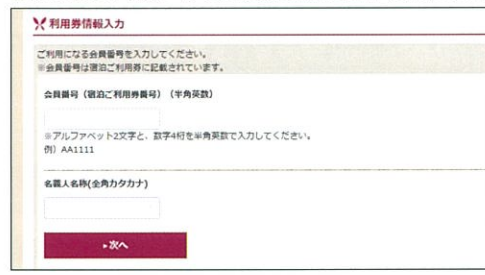 利用券情報入力
ご利用になる会員番号を入力してください。
※会員番号は宿泊ご利用券に記載されています。
会員番号（宿泊ご利用券番号）（半角英数）
※アルファベット2文字と、数字4桁を半角英数で入力してください。
例）AA1111
名義人名称(全角カタカナ)
▸次へ